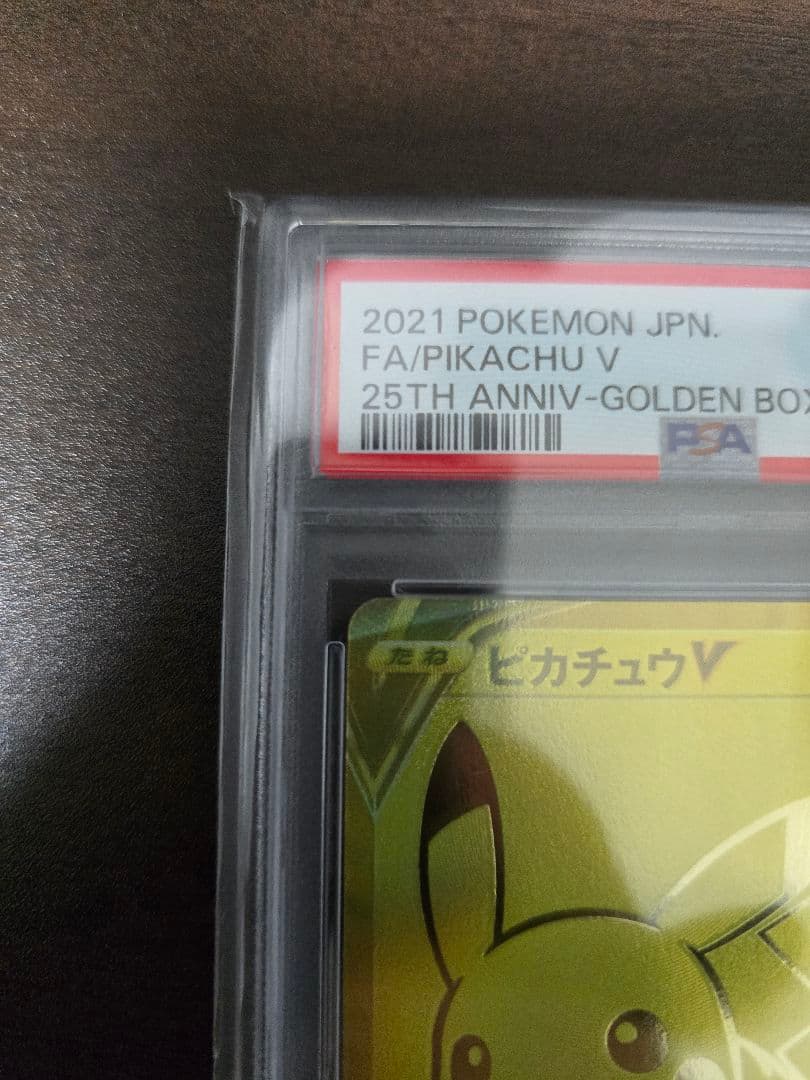 2021 POKEMON JPN.
FA/PIKACHU V
25TH ANNIV-GOLDEN BOX
PSA
たね
ピカチュウV